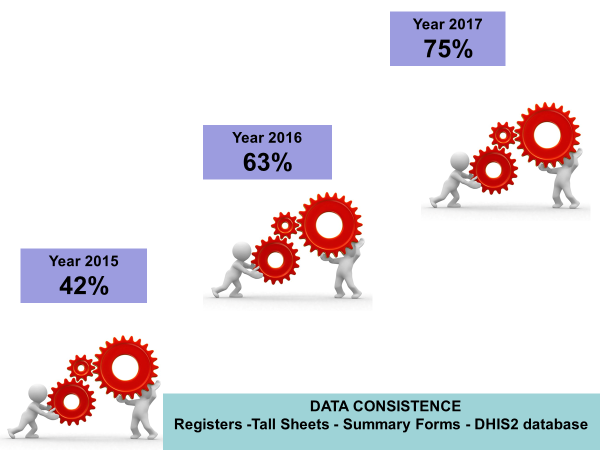 Year 2017
75%
Year 2016
63%
Year 2015
42%
DATA CONSISTENCE
Registers -Tall Sheets - Summary Forms - DHIS2 database